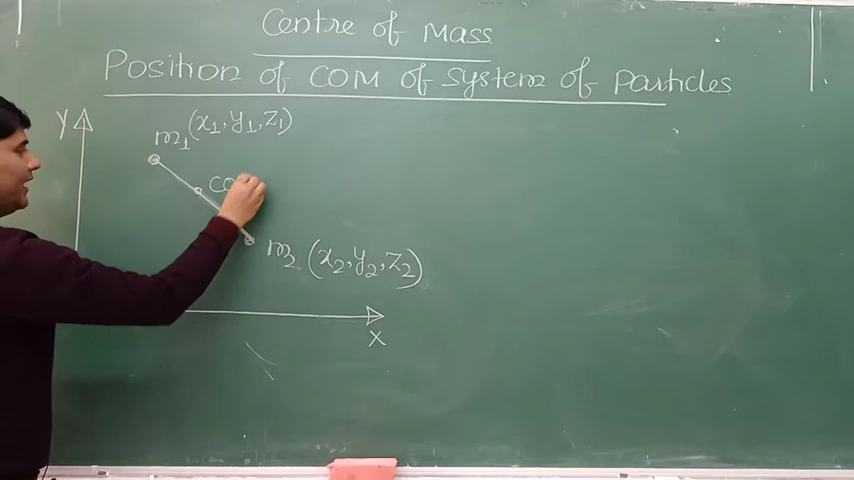 Centre of Mass
Position of COM of System of Particles
Y
m₁ (x₁, y₁, z₁)
CO
m₂ (x₂, y₂, z₂)
X